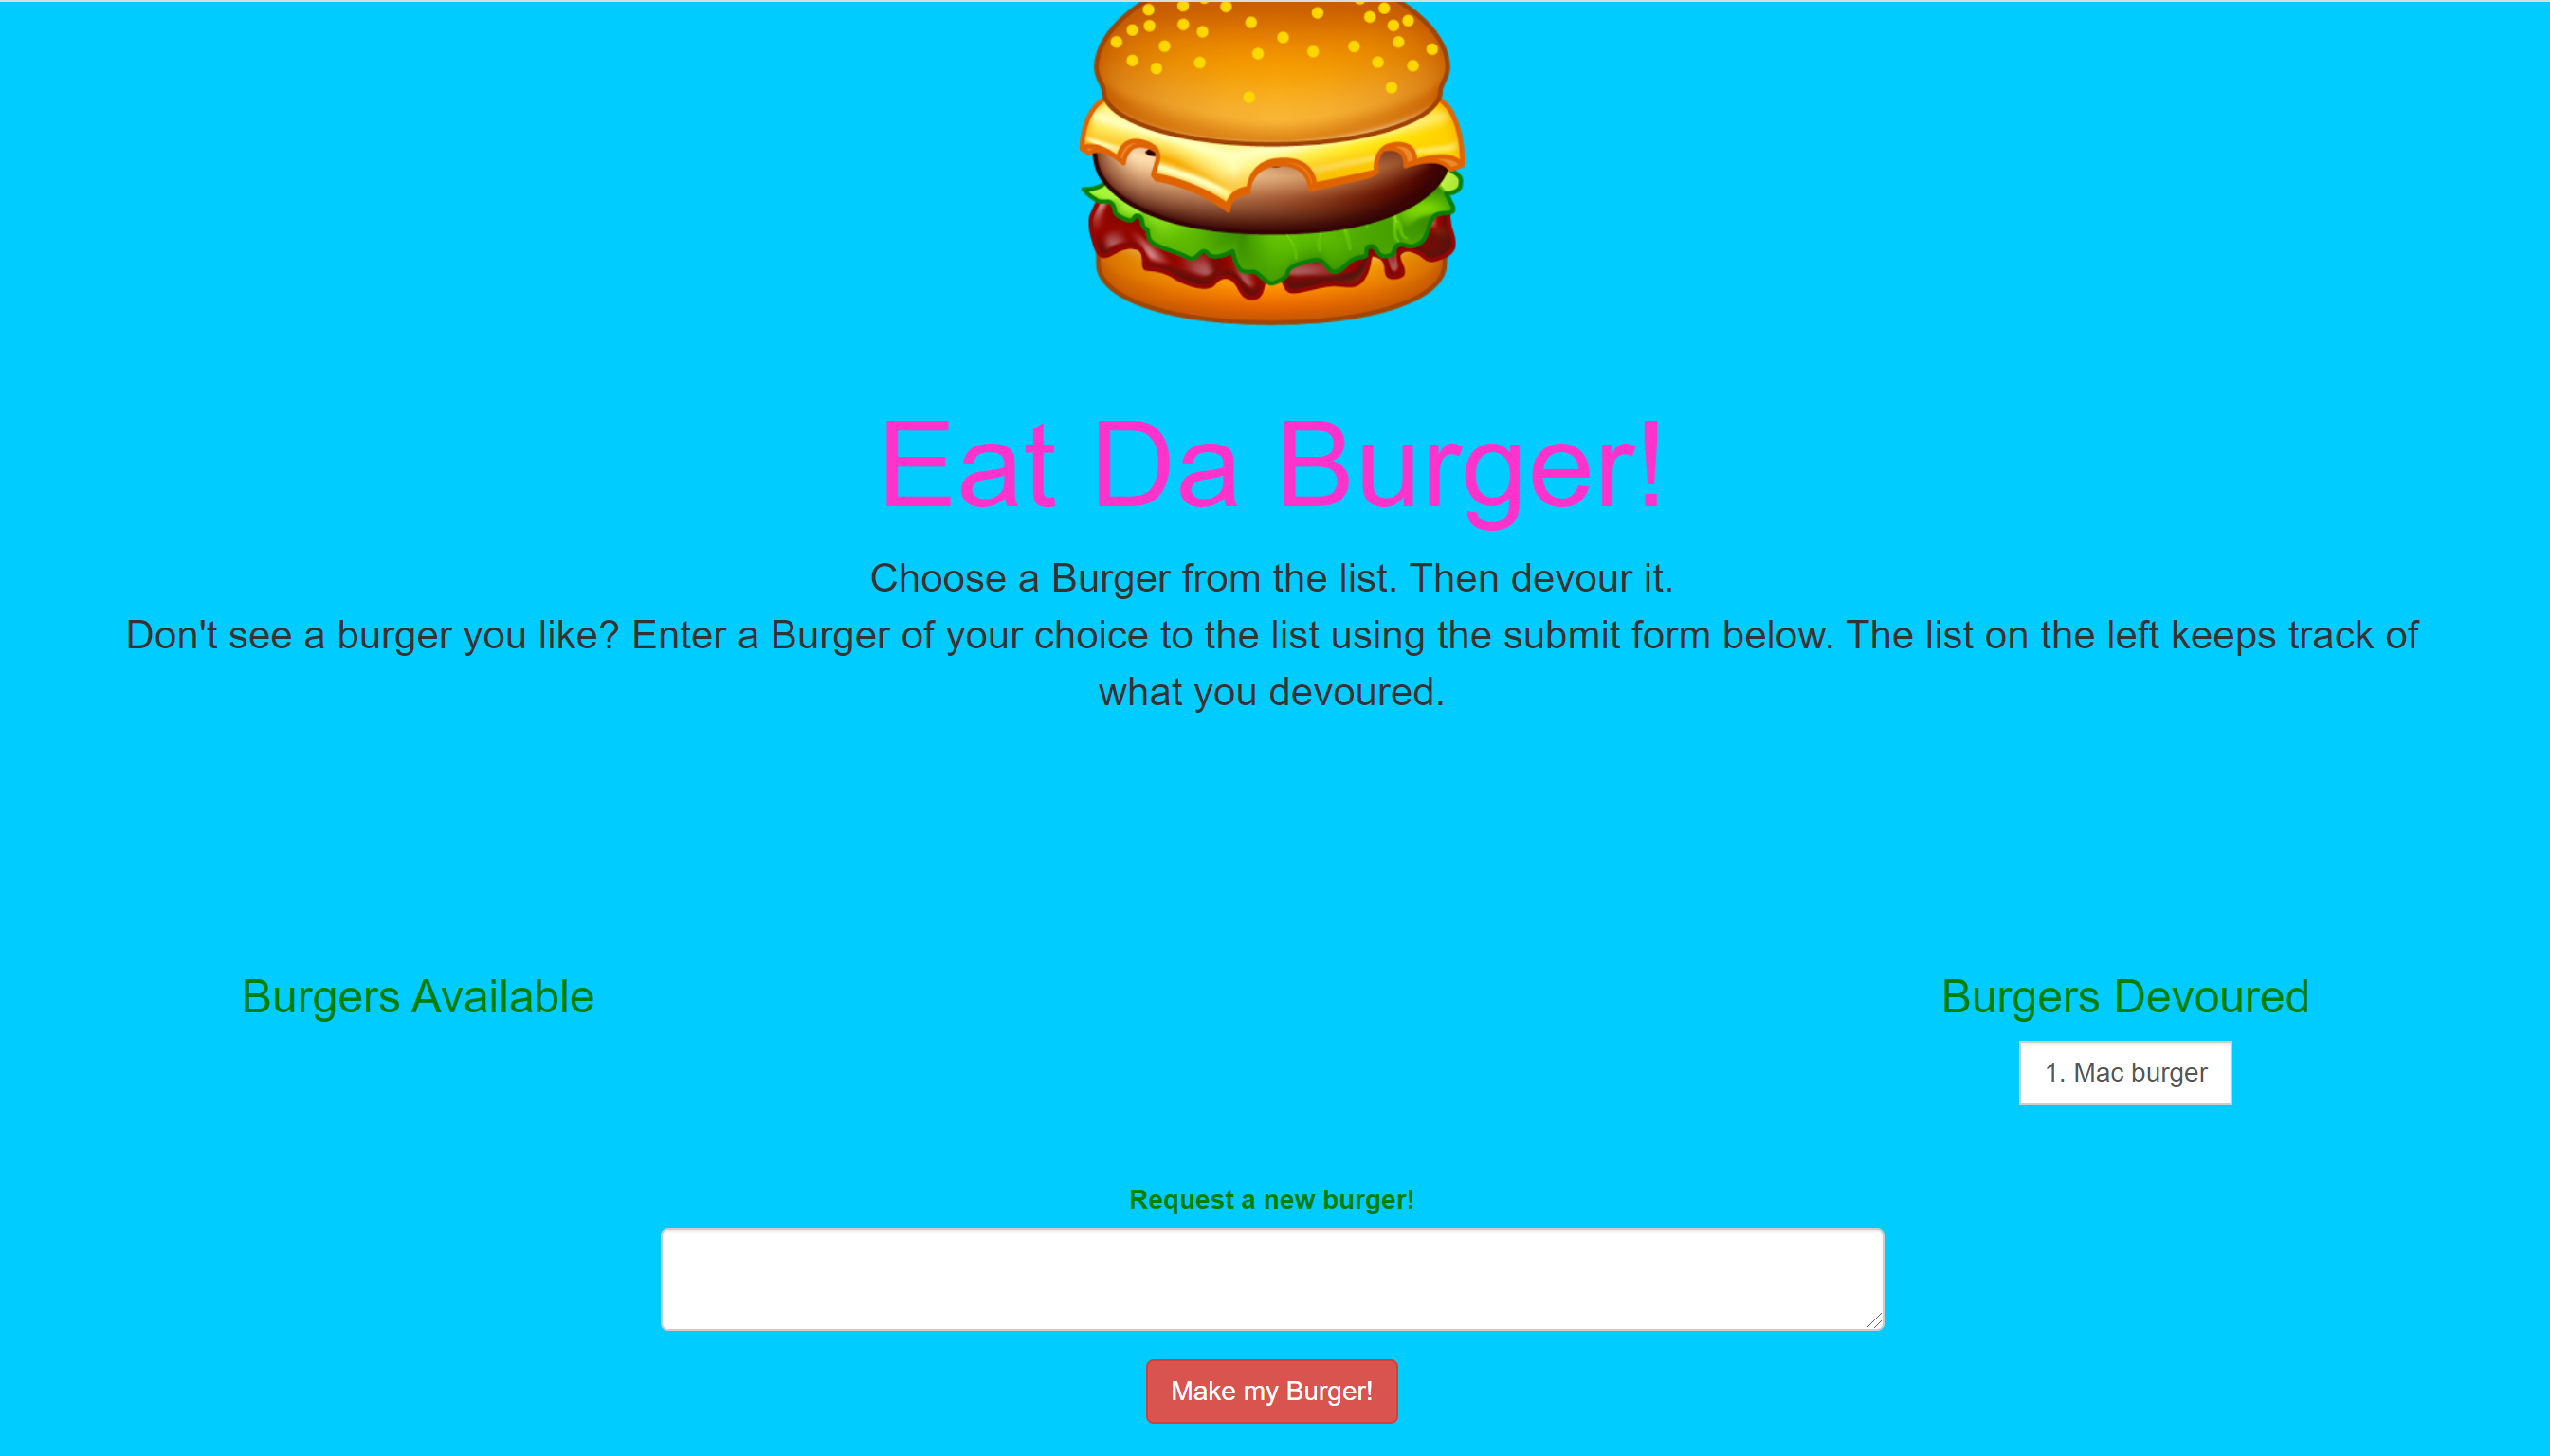 Eat Da Burger!
Choose a Burger from the list. Then devour it.
Don't see a burger you like? Enter a Burger of your choice to the list using the submit form below. The list on the left keeps track of
what you devoured.
Burgers Available
Burgers Devoured
1. Mac burger
Request a new burger!
Make my Burger!